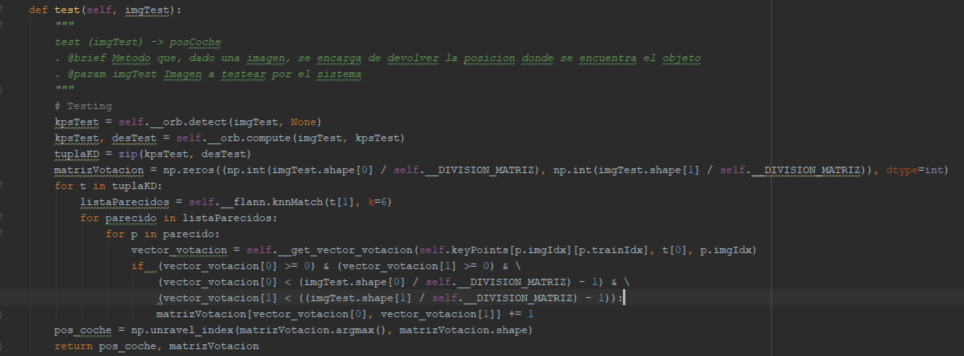 def test(self, imgTest):
"""
test (imgTest) -> posCoche
. @brief Metodo que, dado una imagen, se encarga de devolver la posicion donde se encuentra el objeto
. @param imgTest Imagen a testear por el sistema
"""
# Testing
kpsTest = self.__orb.detect(imgTest, None)
kpsTest, desTest = self.__orb.compute(imgTest, kpsTest)
tuplaKD = zip(kpsTest, desTest)
matrizVotacion = np.zeros((np.int(imgTest.shape[0] / self.__DIVISION_MATRIZ), np.int(imgTest.shape[1] / self.__DIVISION_MATRIZ)), dtype=int)
for t in tuplaKD:
listaParecidos = self.__flann.knnMatch(t[1], k=6)
for parecido in listaParecidos:
for p in parecido:
vector_votacion = self.__get_vector_votacion(self.keyPoints[p.imgIdx][p.trainIdx], t[0], p.imgIdx)
if  (vector_votacion[0] >= 0) & (vector_votacion[1] >= 0) & \
(vector_votacion[0] < (imgTest.shape[0] / self.__DIVISION_MATRIZ) - 1) & \
(vector_votacion[1] < ((imgTest.shape[1] / self.__DIVISION_MATRIZ) - 1)):
matrizVotacion[vector_votacion[0], vector_votacion[1]] += 1
pos_coche = np.unravel_index(matrizVotacion.argmax(), matrizVotacion.shape)
return pos_coche, matrizVotacion